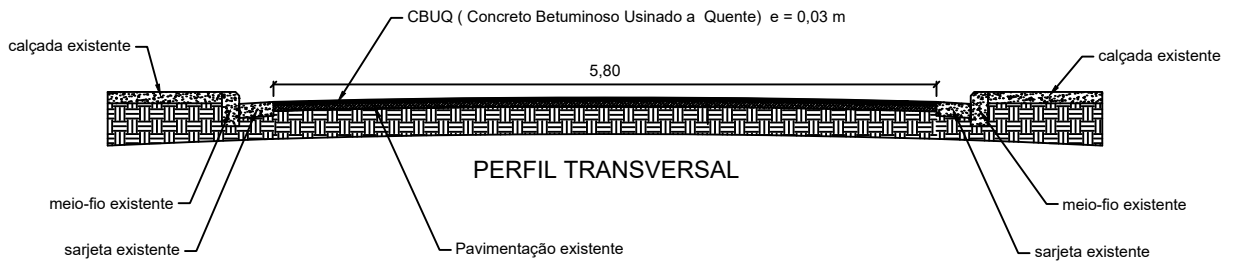 CBUQ ( Concreto Betuminoso Usinado a Quente) e = 0,03 m
calçada existente
calçada existente
5,80
PERFIL TRANSVERSAL
meio-fio existente
meio-fio existente
sarjeta existente
Pavimentação existente
sarjeta existente